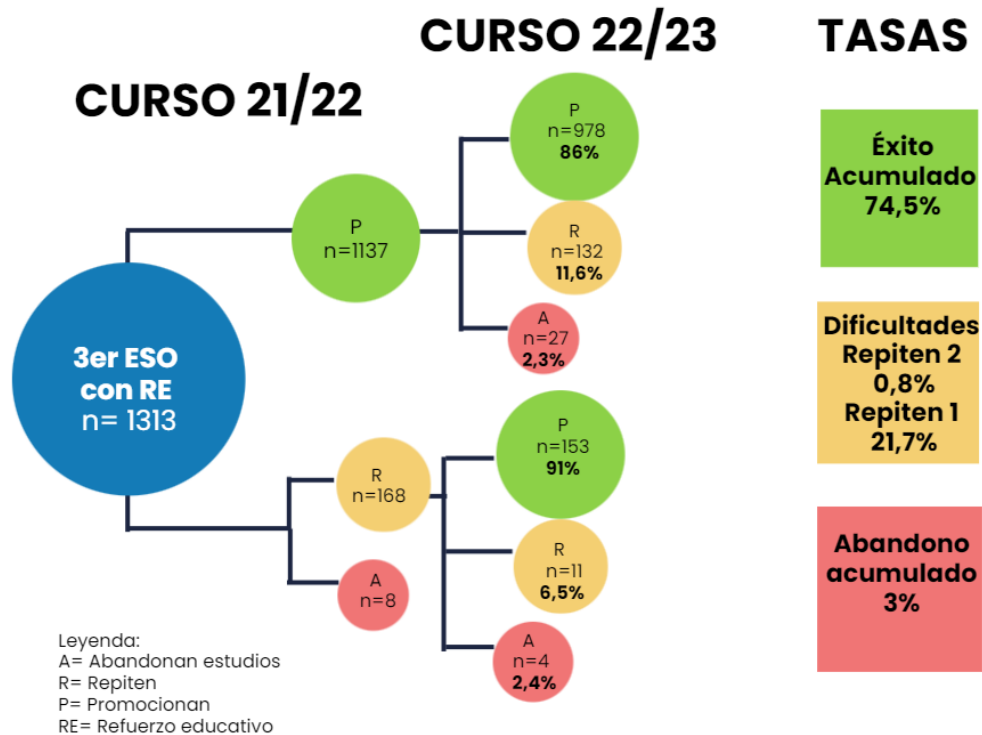 CURSO 21/22
CURSO 22/23
TASAS
3er ESO
con RE
n= 1313
P
n=1137
R
n=168
A
n=8
P
n=978
86%
R
n=132
11,6%
A
n=27
2,3%
P
n=153
91%
R
n=11
6,5%
A
n=4
2,4%
Éxito
Acumulado
74,5%
Dificultades
Repiten 2
0,8%
Repiten 1
21,7%
Abandono
acumulado
3%
Leyenda:
A= Abandonan estudios
R= Repiten
P= Promocionan
RE= Refuerzo educativo